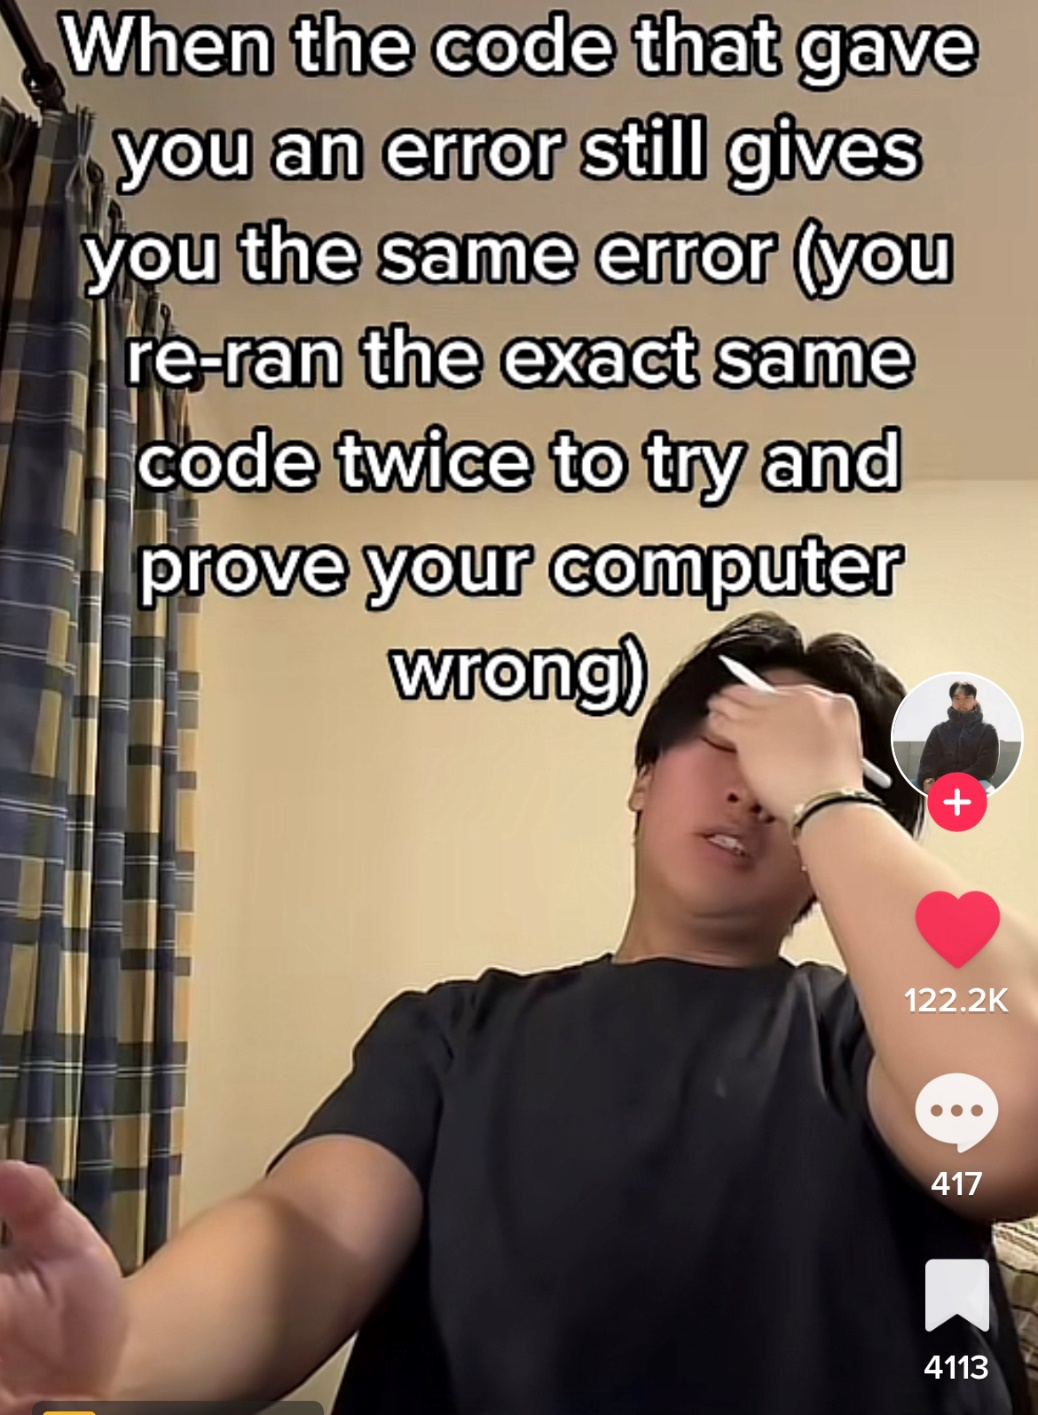 When the code that gave
you an error still gives
you the same error (you
re-ran the exact same
code twice to try and
prove your computer
wrong)
122.2K
417
4113